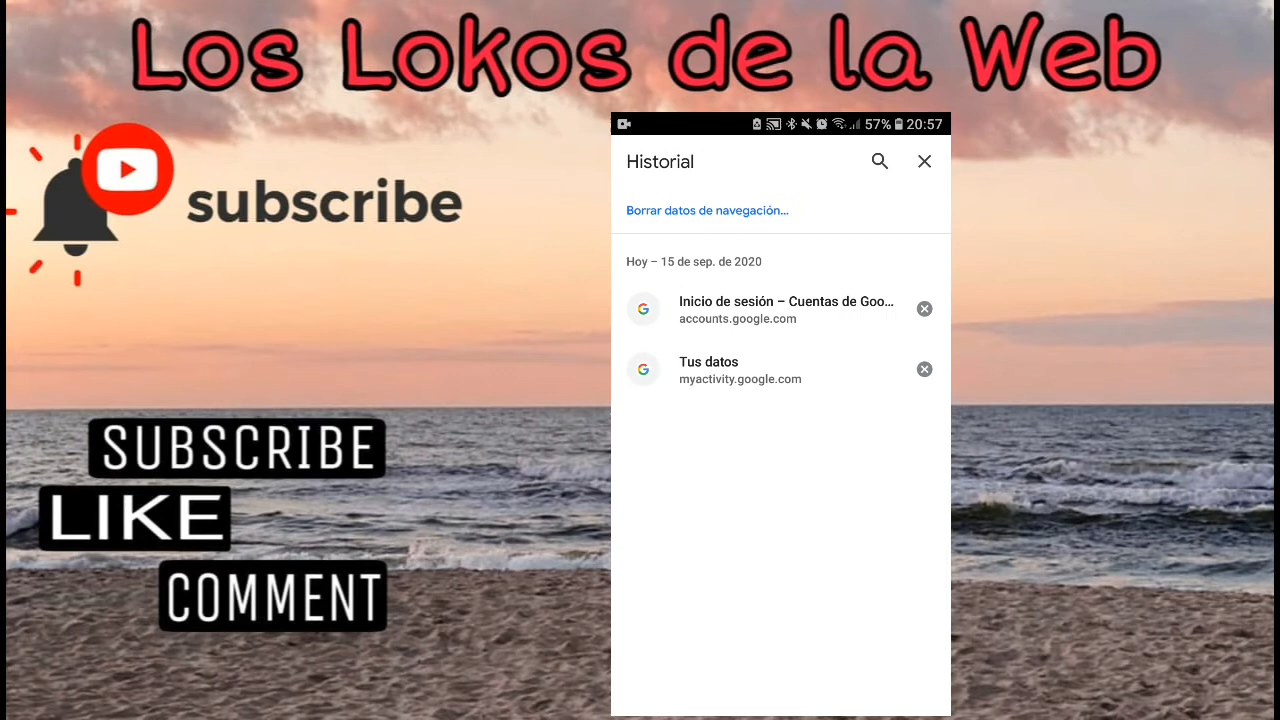 Los Lokos de la Web
subscribe
SUBSCRIBE
LIKE
COMMENT
57% 20:57
Historial
Borrar datos de navegación...
Hoy – 15 de sep. de 2020
Inicio de sesión – Cuentas de Goo...
accounts.google.com
Tus datos
myactivity.google.com